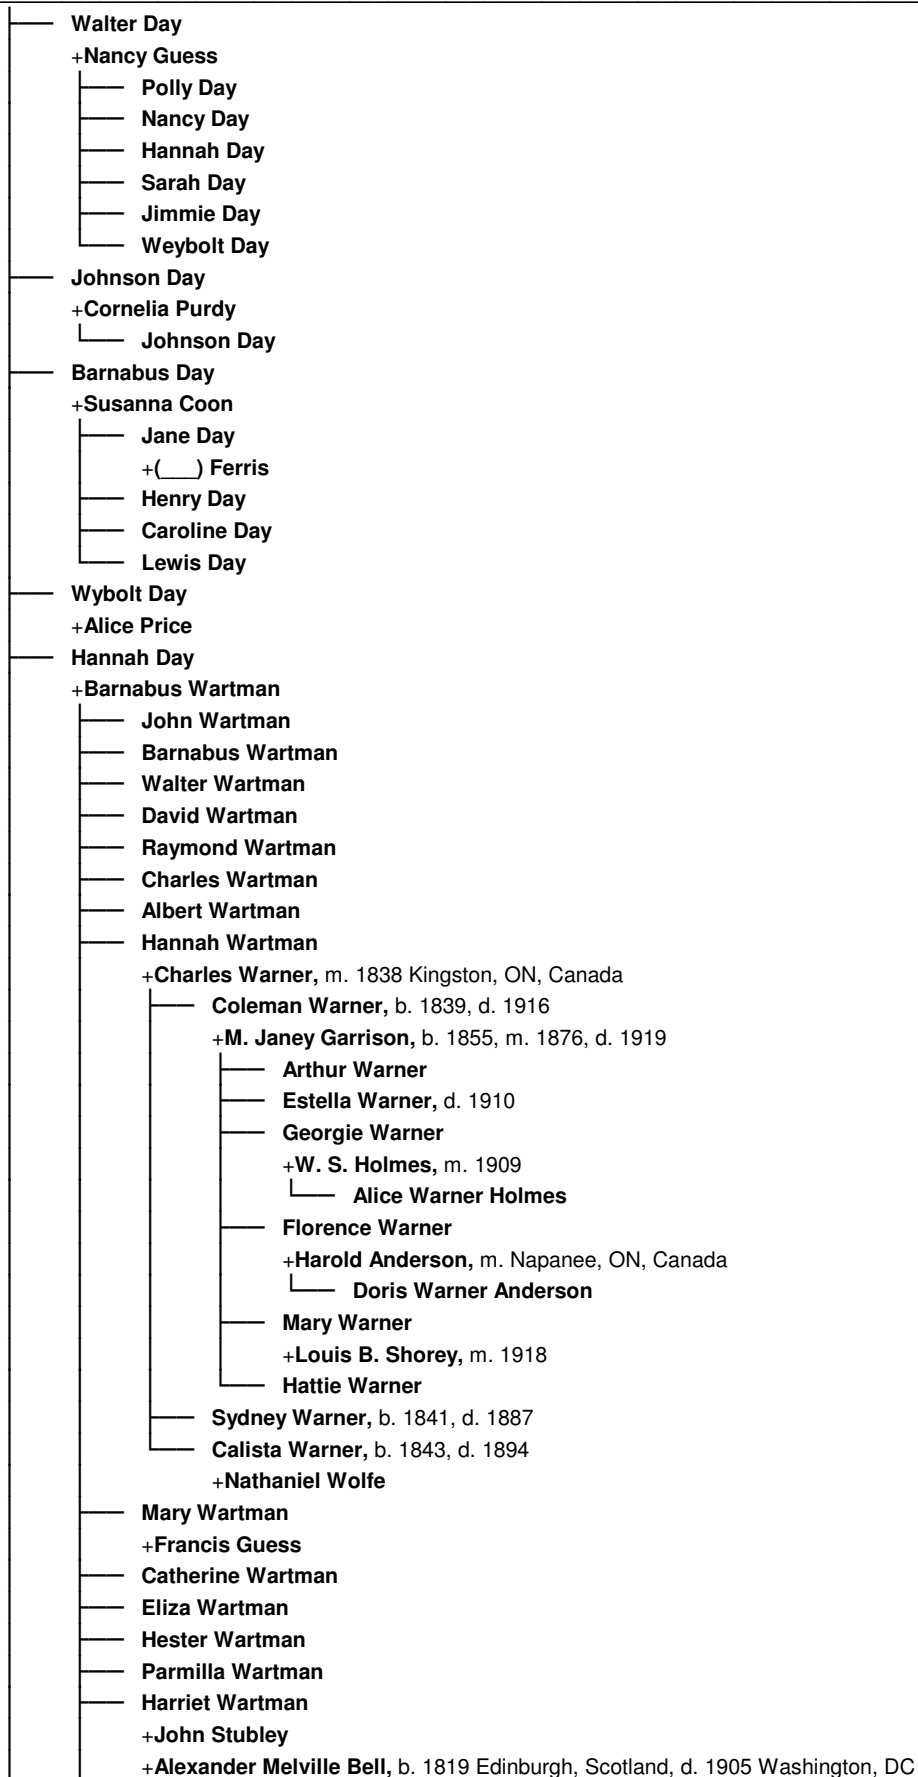 Walter Day
+Nancy Guess
Polly Day
Nancy Day
Hannah Day
Sarah Day
Jimmie Day
Weybolt Day
Johnson Day
+Cornelia Purdy
Johnson Day
Barnabus Day
+Susanna Coon
Jane Day
+(___) Ferris
Henry Day
Caroline Day
Lewis Day
Wybolt Day
+Alice Price
Hannah Day
+Barnabus Wartman
John Wartman
Barnabus Wartman
Walter Wartman
David Wartman
Raymond Wartman
Charles Wartman
Albert Wartman
Hannah Wartman
+Charles Warner, m. 1838 Kingston, ON, Canada
Coleman Warner, b. 1839, d. 1916
+M. Janey Garrison, b. 1855, m. 1876, d. 1919
Arthur Warner
Estella Warner, d. 1910
Georgie Warner
+W. S. Holmes, m. 1909
Alice Warner Holmes
Florence Warner
+Harold Anderson, m. Napanee, ON, Canada
Doris Warner Anderson
Mary Warner
+Louis B. Shorey, m. 1918
Hattie Warner
Sydney Warner, b. 1841, d. 1887
Calista Warner, b. 1843, d. 1894
+Nathaniel Wolfe
Mary Wartman
+Francis Guess
Catherine Wartman
Eliza Wartman
Hester Wartman
Parmilla Wartman
Harriet Wartman
+John Stubley
+Alexander Melville Bell, b. 1819 Edinburgh, Scotland, d. 1905 Washington, DC